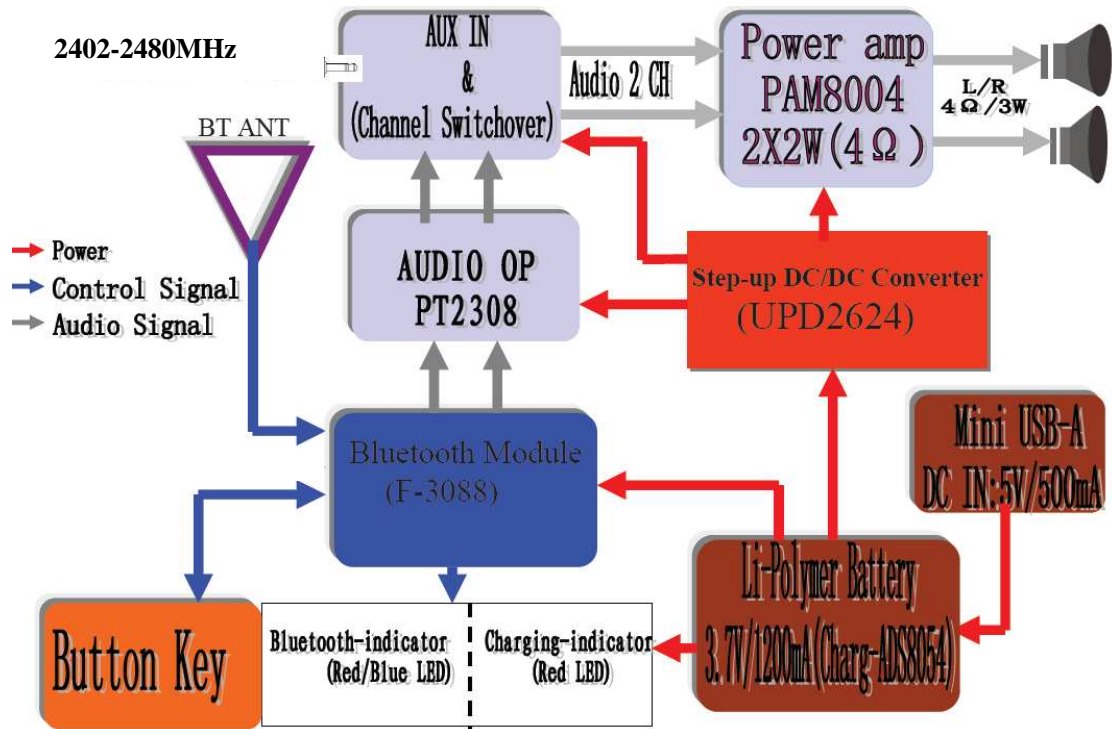 2402-2480MHz
AUX IN
&
(Channel Switchover)
Audio 2 CH
Power amp
PAM8004
2X2W(4Ω)
L/R
4Ω/3W
BT ANT
Power
Control Signal
Audio Signal
AUDIO OP
PT2308
Step-up DC/DC Converter
(UPD2624)
Bluetooth Module
(F-3088)
Mini USB-A
DC IN:5V/500mA
Li-Polymer Battery
3.7V/1200mA(Charg-ADS8054)
Button Key
Bluetooth-indicator
(Red/Blue LED)
Charging-indicator
(Red LED)